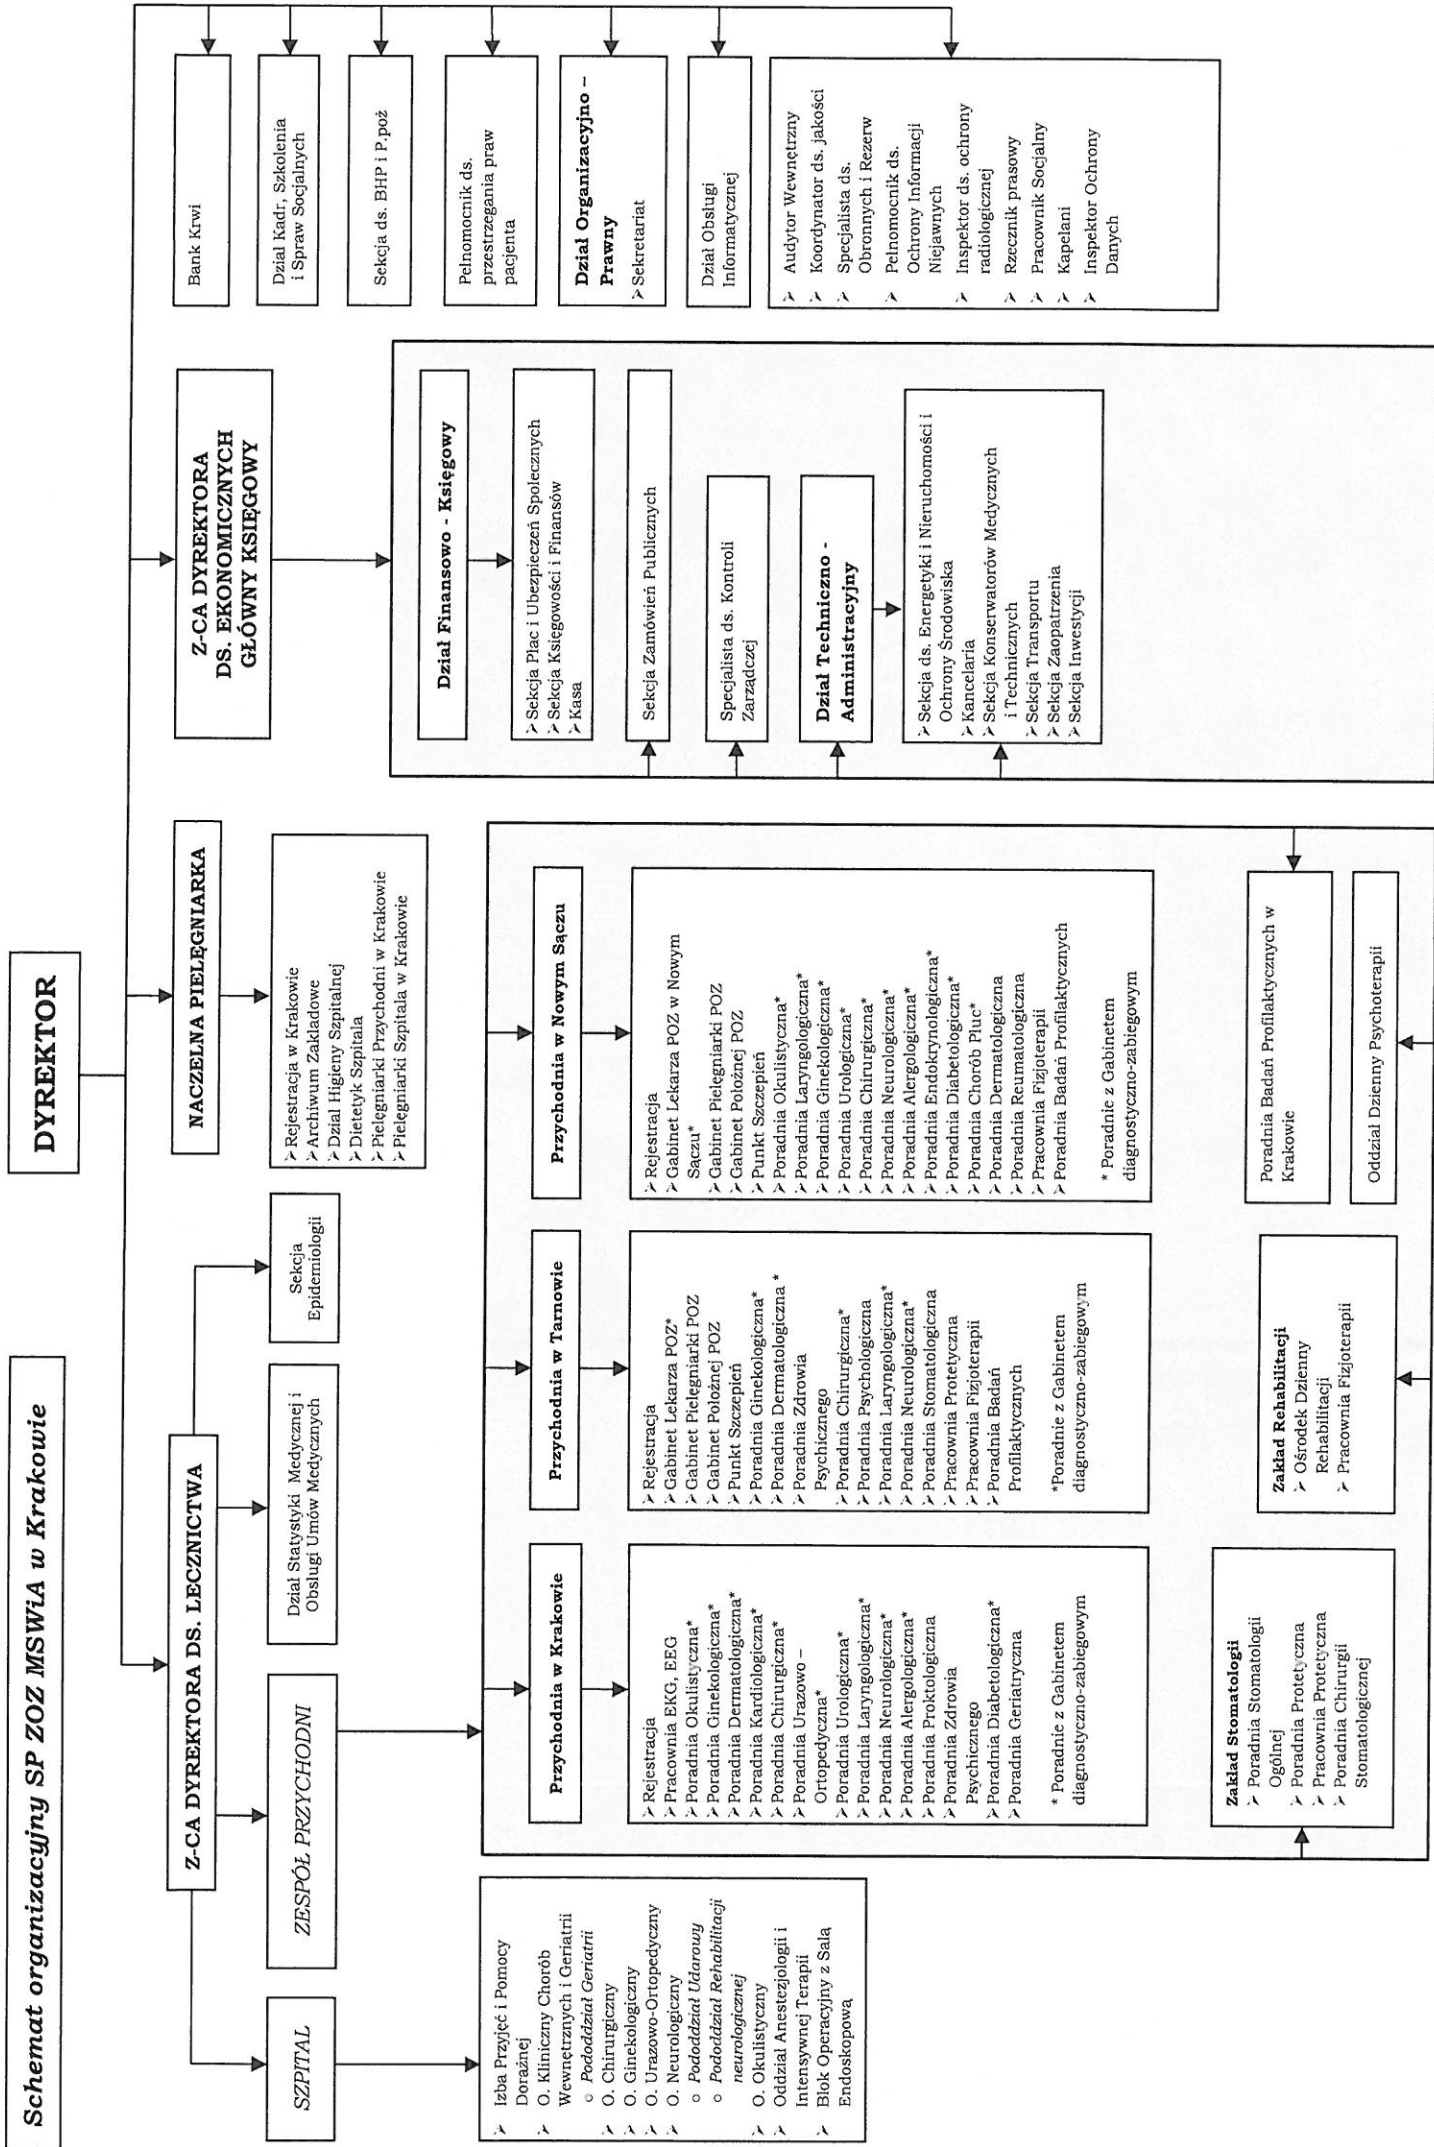 Schemat organizacyjny SP ZOZ MSWiA w Krakowie
DYREKTOR
Z-CA DYREKTORA DS. LECZNICTWA
SZPITAL
➢ Izba Przyjęć i Pomocy
Doraźnej
➢ O. Kliniczny Chorób
Wewnętrznych i Geriatrii
○ Pododdział Geriatrii
➢ O. Chirurgiczny
➢ O. Ginekologiczny
➢ O. Urazowo-Ortopedyczny
➢ O. Neurologiczny
○ Pododdział Udarowy
○ Pododdział Rehabilitacji
neurologicznej
➢ O. Okulistyczny
➢ Oddział Anestezjologii i
Intensywnej Terapii
➢ Blok Operacyjny z Salą
Endoskopową
ZESPÓŁ PRZYCHODNI
Dział Statystyki Medycznej i
Obsługi Umów Medycznych
Sekcja
Epidemiologii
Przychodnia w Krakowie
➢ Rejestracja
➢ Pracownia EKG, EEG
➢ Poradnia Okulistyczna*
➢ Poradnia Ginekologiczna*
➢ Poradnia Dermatologiczna*
➢ Poradnia Kardiologiczna*
➢ Poradnia Chirurgiczna*
➢ Poradnia Urazowo –
Ortopedyczna*
➢ Poradnia Urologiczna*
➢ Poradnia Laryngologiczna*
➢ Poradnia Neurologiczna*
➢ Poradnia Alergologiczna*
➢ Poradnia Proktologiczna
➢ Poradnia Zdrowia
Psychicznego
➢ Poradnia Diabetologiczna*
➢ Poradnia Geriatryczna
* Poradnie z Gabinetem
diagnostyczno-zabiegowym
Przychodnia w Tarnowie
➢ Rejestracja
➢ Gabinet Lekarza POZ*
➢ Gabinet Pielęgniarki POZ
➢ Gabinet Położnej POZ
➢ Punkt Szczepień
➢ Poradnia Ginekologiczna*
➢ Poradnia Dermatologiczna *
➢ Poradnia Zdrowia
Psychicznego
➢ Poradnia Chirurgiczna*
➢ Poradnia Psychologiczna
➢ Poradnia Laryngologiczna*
➢ Poradnia Neurologiczna*
➢ Poradnia Stomatologiczna
➢ Pracownia Protetyczna
➢ Pracownia Fizjoterapii
➢ Poradnia Badań
Profilaktycznych
*Poradnie z Gabinetem
diagnostyczno-zabiegowym
Przychodnia w Nowym Sączu
➢ Rejestracja
➢ Gabinet Lekarza POZ w Nowym
Sączu*
➢ Gabinet Pielęgniarki POZ
➢ Gabinet Położnej POZ
➢ Punkt Szczepień
➢ Poradnia Okulistyczna*
➢ Poradnia Laryngologiczna*
➢ Poradnia Ginekologiczna*
➢ Poradnia Urologiczna*
➢ Poradnia Chirurgiczna*
➢ Poradnia Neurologiczna*
➢ Poradnia Alergologiczna*
➢ Poradnia Endokrynologiczna*
➢ Poradnia Diabetologiczna*
➢ Poradnia Chorób Płuc*
➢ Poradnia Dermatologiczna
➢ Poradnia Reumatologiczna
➢ Pracownia Fizjoterapii
➢ Poradnia Badań Profilaktycznych
* Poradnie z Gabinetem
diagnostyczno-zabiegowym
Zakład Stomatologii
➢ Poradnia Stomatologii
Ogólnej
➢ Poradnia Protetyczna
➢ Pracownia Protetyczna
➢ Poradnia Chirurgii
Stomatologicznej
Zakład Rehabilitacji
➢ Ośrodek Dzienny
Rehabilitacji
➢ Pracownia Fizjoterapii
Poradnia Badań Profilaktycznych w
Krakowie
Oddział Dzienny Psychoterapii
NACZELNA PIELĘGNIARKA
➢ Rejestracja w Krakowie
➢ Archiwum Zakładowe
➢ Dział Higieny Szpitalnej
➢ Dietetyk Szpitala
➢ Pielęgniarki Przychodni w Krakowie
➢ Pielęgniarki Szpitala w Krakowie
Z-CA DYREKTORA
DS. EKONOMICZNYCH
GŁÓWNY KSIĘGOWY
Dział Finansowo - Księgowy
➢ Sekcja Płac i Ubezpieczeń Społecznych
➢ Sekcja Księgowości i Finansów
➢ Kasa
Sekcja Zamówień Publicznych
Specjalista ds. Kontroli
Zarządczej
Dział Techniczno -
Administracyjny
➢ Sekcja ds. Energetyki i Nieruchomości i
Ochrony Środowiska
➢ Kancelaria
➢ Sekcja Konserwatorów Medycznych
i Technicznych
➢ Sekcja Transportu
➢ Sekcja Zaopatrzenia
➢ Sekcja Inwestycji
Bank Krwi
Dział Kadr, Szkolenia
i Spraw Socjalnych
Sekcja ds. BHP i P.poż
Pełnomocnik ds.
przestrzegania praw
pacjenta
Dział Organizacyjno –
Prawny
➢ Sekretariat
Dział Obsługi
Informatycznej
➢ Audytor Wewnętrzny
➢ Koordynator ds. jakości
➢ Specjalista ds.
Obronnych i Rezerw
➢ Pełnomocnik ds.
Ochrony Informacji
Niejawnych
➢ Inspektor ds. ochrony
radiologicznej
➢ Rzecznik prasowy
➢ Pracownik Socjalny
➢ Kapelani
➢ Inspektor Ochrony
Danych